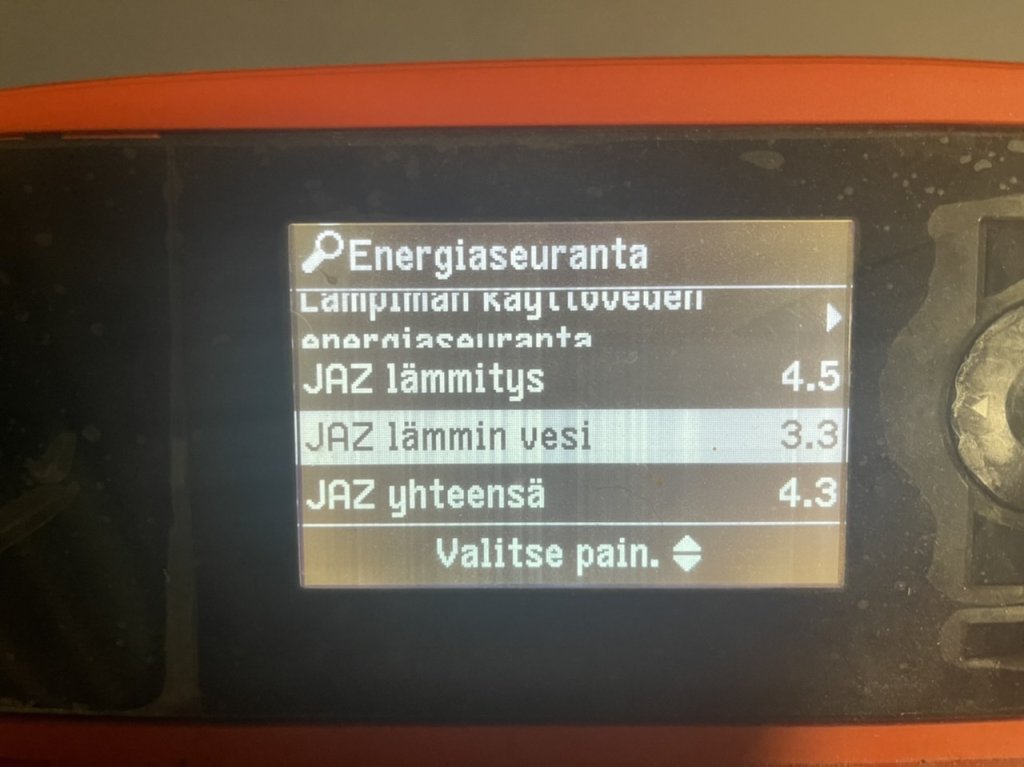 Energiaseuranta
Lämpimän käyttöveden
energiaseuranta
JAZ lämmitys 4.5
JAZ lämmin vesi 3.3
JAZ yhteensä 4.3
Valitse pain.